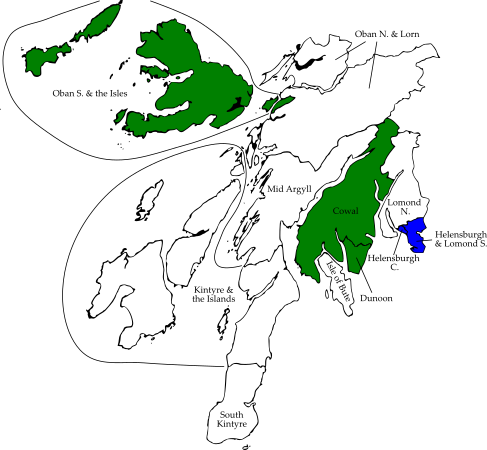 Oban N. & Lorn
Oban S. & the Isles
Mid Argyll
Lomond
N.
Cowal
Helensburgh
& Lomond S.
Helensburgh
C.
Isle of Bute
Kintyre &
the Islands
Dunoon
South
Kintyre